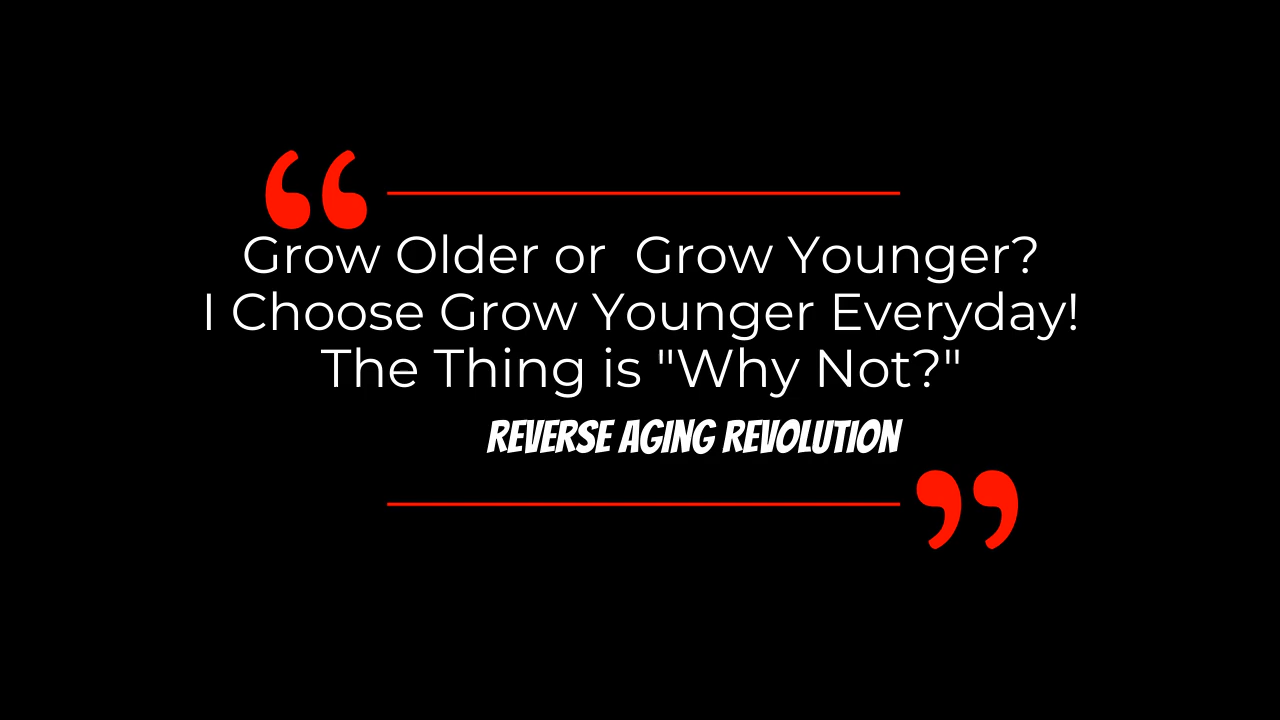 Grow Older or  Grow Younger?
I Choose Grow Younger Everyday!
The Thing is "Why Not?"
REVERSE AGING REVOLUTION